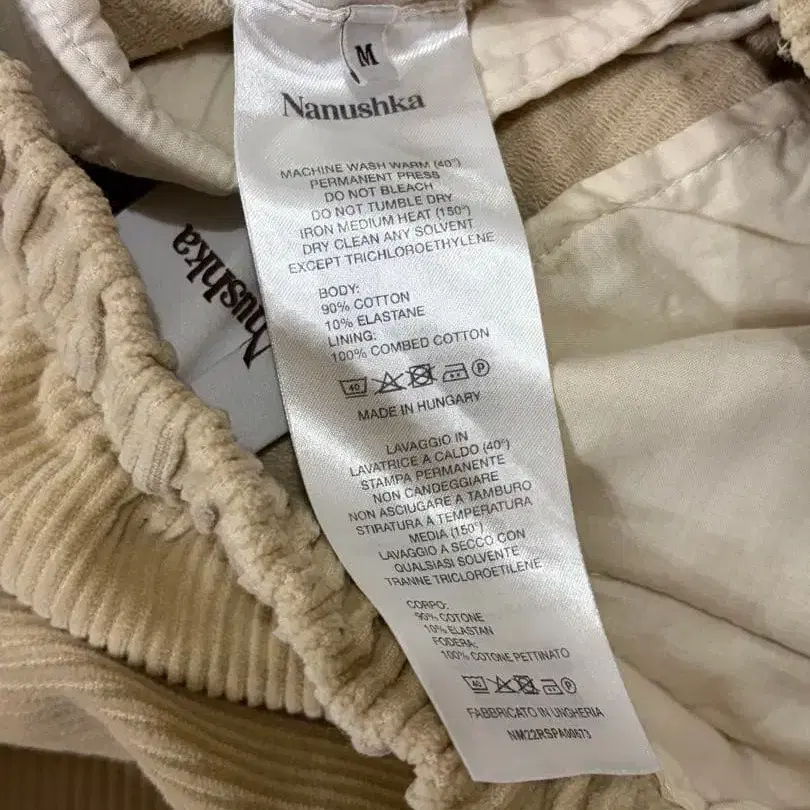 M
Nanushka
MACHINE WASH WARM (40°)
PERMANENT PRESS
DO NOT BLEACH
DO NOT TUMBLE DRY
IRON MEDIUM HEAT (150°)
DRY CLEAN ANY SOLVENT
EXCEPT TRICHLOROETHYLENE
BODY:
90% COTTON
10% ELASTANE
LINING:
100% COMBED COTTON
40 P
MADE IN HUNGARY
LAVAGGIO IN
LAVATRICE A CALDO (40°)
STAMPA PERMANENTE
NON CANDEGGIARE
NON ASCIUGARE A TAMBURO
STIRATURA A TEMPERATURA
MEDIA (150°)
LAVAGGIO A SECCO CON
QUALSIASI SOLVENTE
TRANNE TRICLOROETILENE
CORPO:
90% COTONE
10% ELASTAN
FODERA:
100% COTONE PETTINATO
40 P
FABBRICATO IN UNGHERIA
NM22RSPA00673
Nanushka